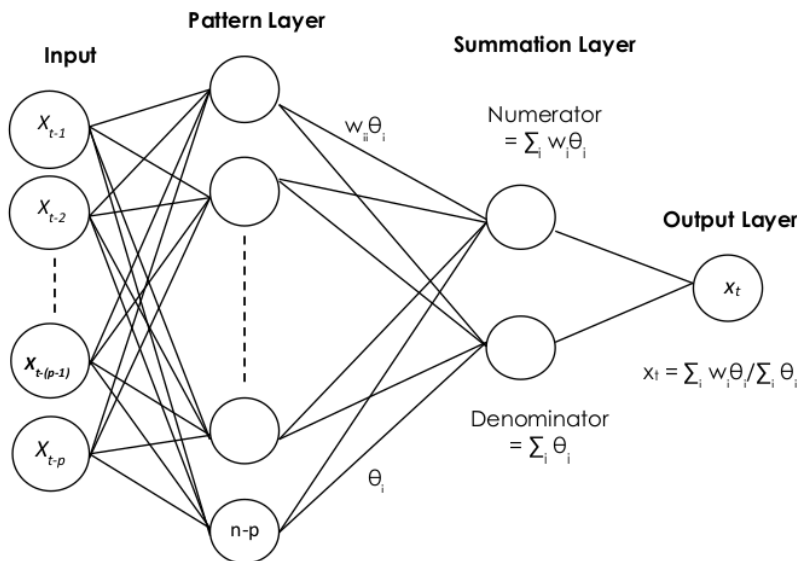 Pattern Layer
Summation Layer
Input
X_{t-1}
X_{t-2}
X_{t-(p-1)}
X_{t-p}
n-p
w_{ii}θ_i
θ_i
Numerator
= ∑_i w_iθ_i
Denominator
= ∑_i θ_i
Output Layer
x_t
x_t = ∑_i w_iθ_i/∑_i θ_i